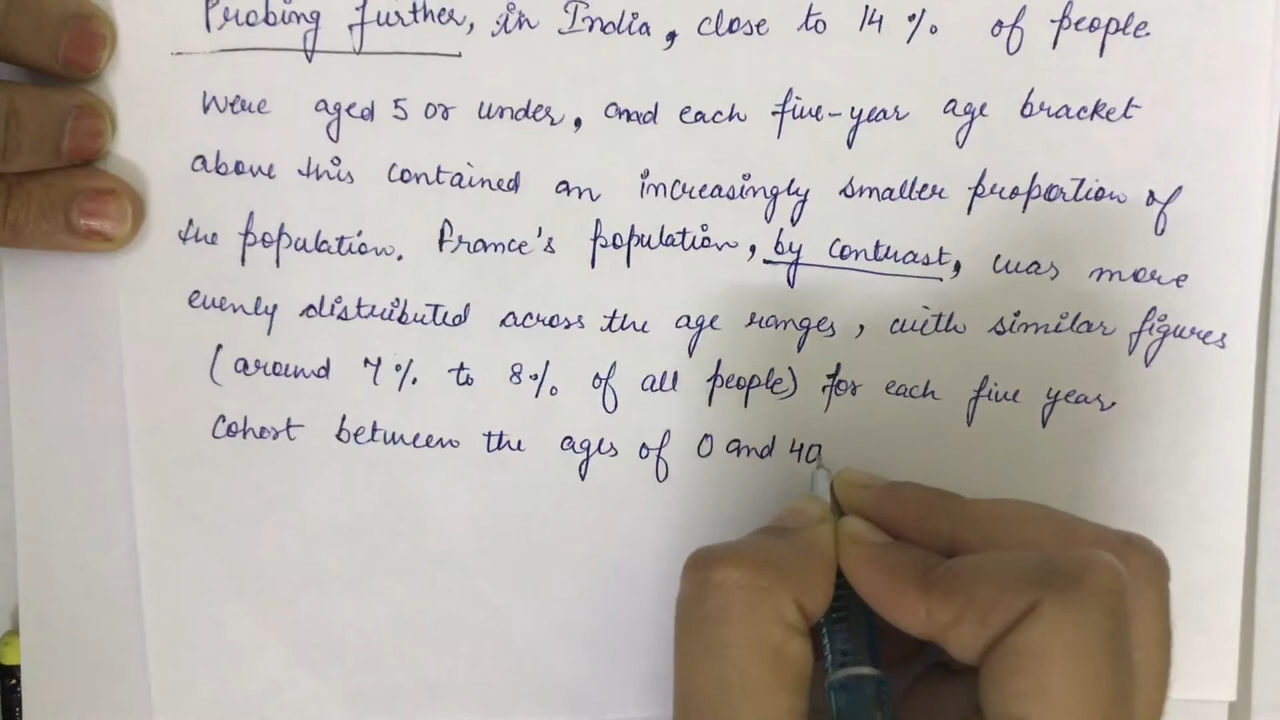 Probing further, in India, close to 14 % of people
were aged 5 or under, and each five-year age bracket
above this contained an increasingly smaller proportion of
the population. France's population, by contrast, was more
evenly distributed across the age ranges, with similar figures
(around 7% to 8% of all people) for each five year
cohort between the ages of 0 and 40